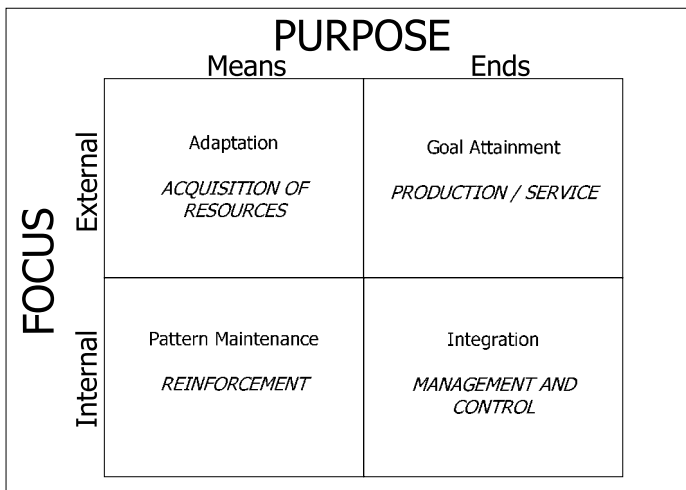 PURPOSE
Means
Ends
FOCUS
External
Adaptation
ACQUISITION OF
RESOURCES
Goal Attainment
PRODUCTION / SERVICE
Internal
Pattern Maintenance
REINFORCEMENT
Integration
MANAGEMENT AND
CONTROL